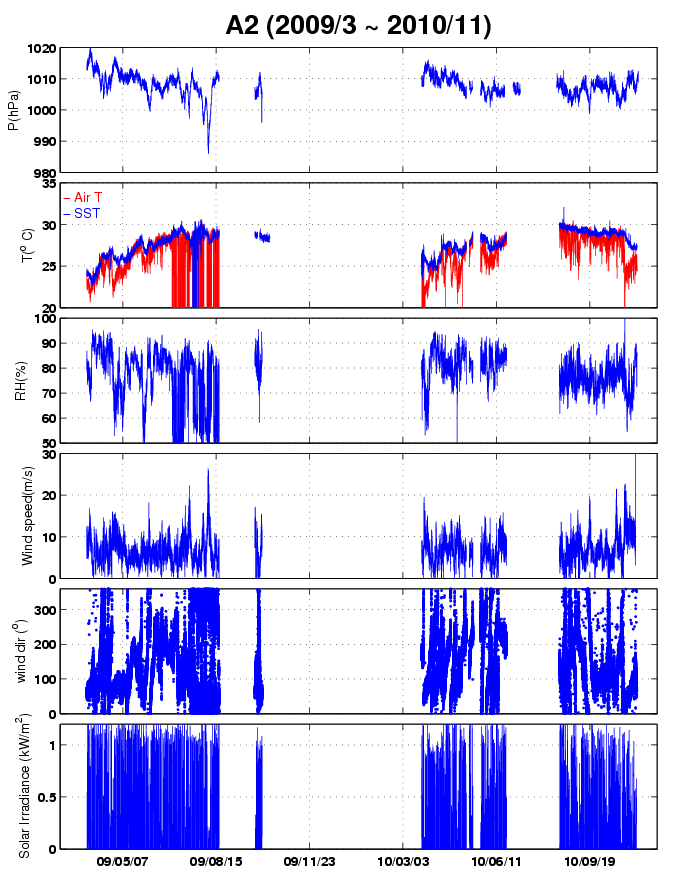 A2 (2009/3 ~ 2010/11)
1020
1010
1000
990
980
P(hPa)
35
30
25
20
T(° C)
Air T
SST
100
90
80
70
60
50
RH(%)
30
20
10
0
Wind speed(m/s)
300
200
100
0
wind dir (°)
1
0.5
0
Solar Irradiance (kW/m²)
09/05/07 09/08/15 09/11/23 10/03/03 10/06/11 10/09/19